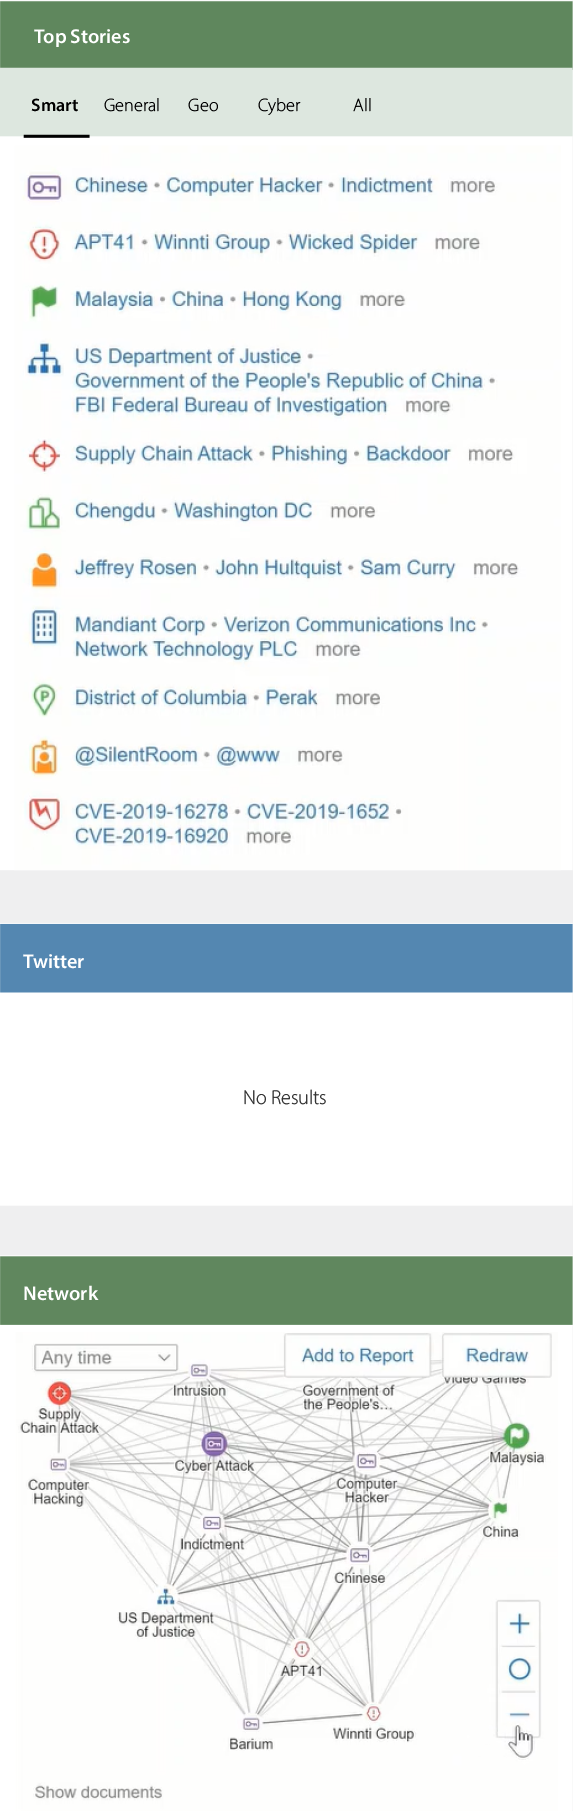 Top Stories
Smart General Geo Cyber All
Chinese • Computer Hacker • Indictment more
APT41 • Winnti Group • Wicked Spider more
Malaysia • China • Hong Kong more
US Department of Justice •
Government of the People's Republic of China •
FBI Federal Bureau of Investigation more
Supply Chain Attack • Phishing • Backdoor more
Chengdu • Washington DC more
Jeffrey Rosen • John Hultquist • Sam Curry more
Mandiant Corp • Verizon Communications Inc •
Network Technology PLC more
District of Columbia • Perak more
@SilentRoom • @www more
CVE-2019-16278 • CVE-2019-1652 •
CVE-2019-16920 more
Twitter
No Results
Network
Any time
Add to Report
Redraw
Intrusion
Government of
the People's...
Video Games
Supply
Chain Attack
Cyber Attack
Malaysia
Computer
Hacking
Computer
Hacker
China
Indictment
Chinese
US Department
of Justice
APT41
Barium
Winnti Group
Show documents